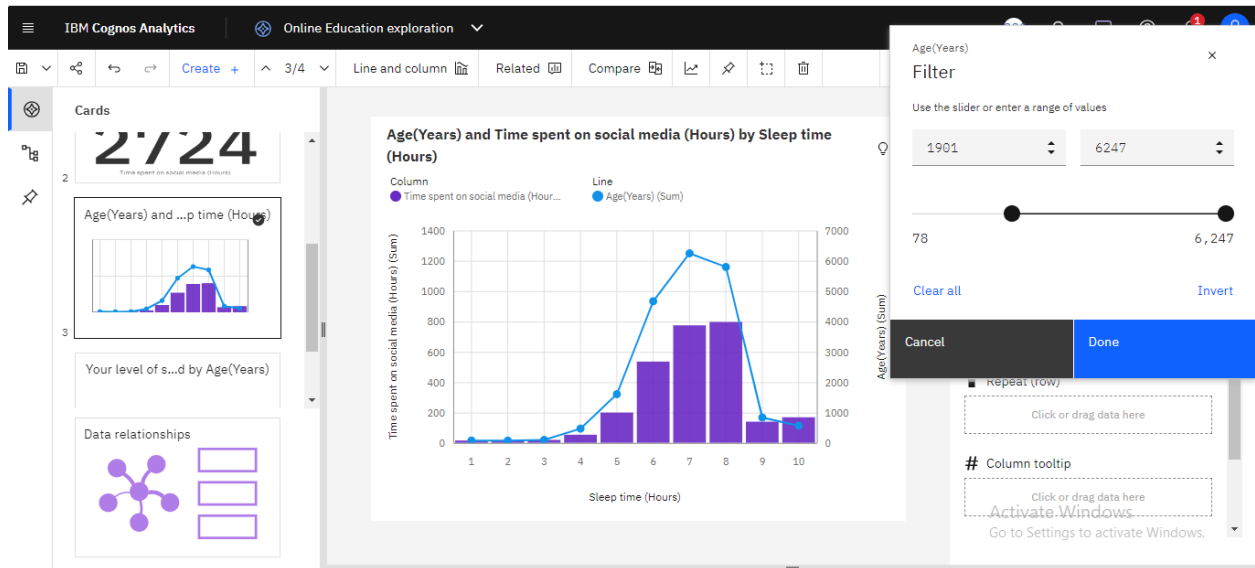 IBM Cognos Analytics
Online Education exploration
1
Create +
3/4
Line and column
Related
Compare
Cards
2724
Time spent on social media (Hours)
2
Age(Years) and ...p time (Hours)
3
Your level of s...d by Age(Years)
Data relationships
Age(Years) and Time spent on social media (Hours) by Sleep time
(Hours)
Column
Line
Time spent on social media (Hour...
Age(Years) (Sum)
Time spent on social media (Hours) (Sum)
1400
1200
1000
800
600
400
200
0
7000
6000
5000
4000
3000
2000
1000
0
Age(Years) (Sum)
1 2 3 4 5 6 7 8 9 10
Sleep time (Hours)
Age(Years)
Filter
Use the slider or enter a range of values
1901
6247
78
6,247
Clear all
Invert
Cancel
Done
Repeat (row)
Click or drag data here
# Column tooltip
Click or drag data here
Activate Windows
Go to Settings to activate Windows.